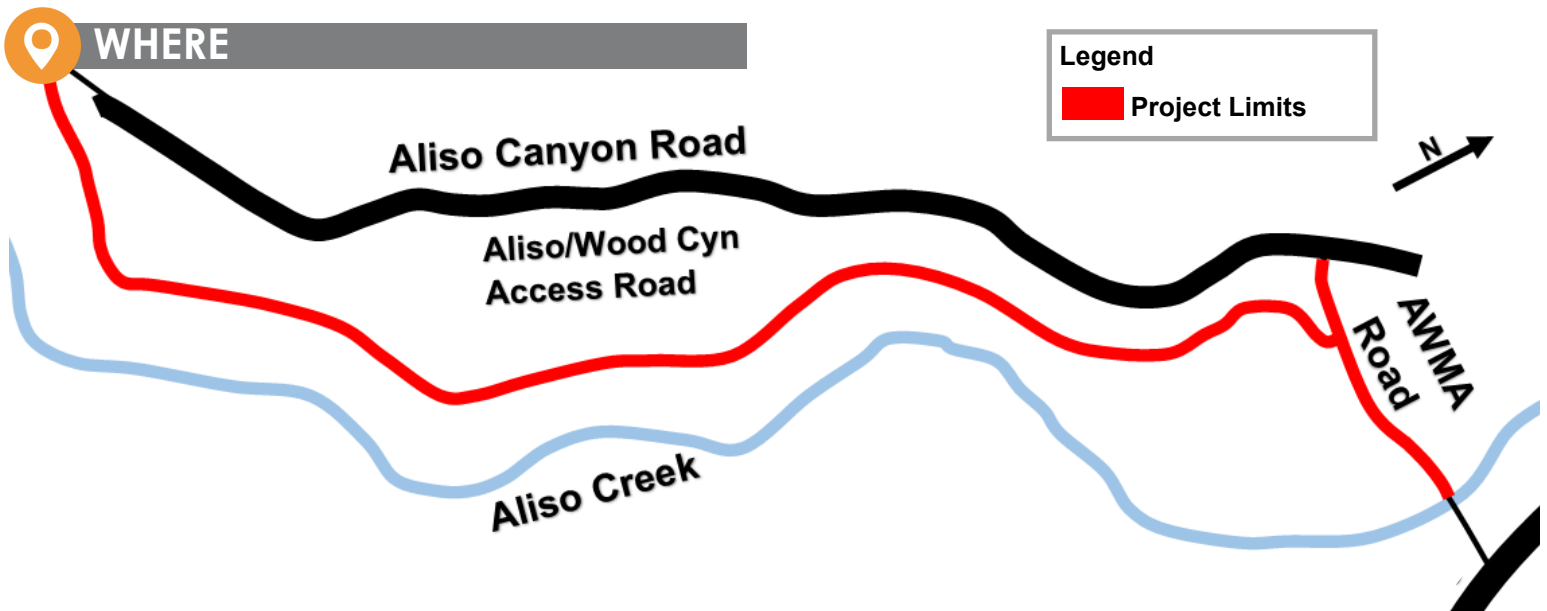 WHERE
Legend
Project Limits
N
Aliso Canyon Road
Aliso/Wood Cyn
Access Road
AWMA
Road
Aliso Creek